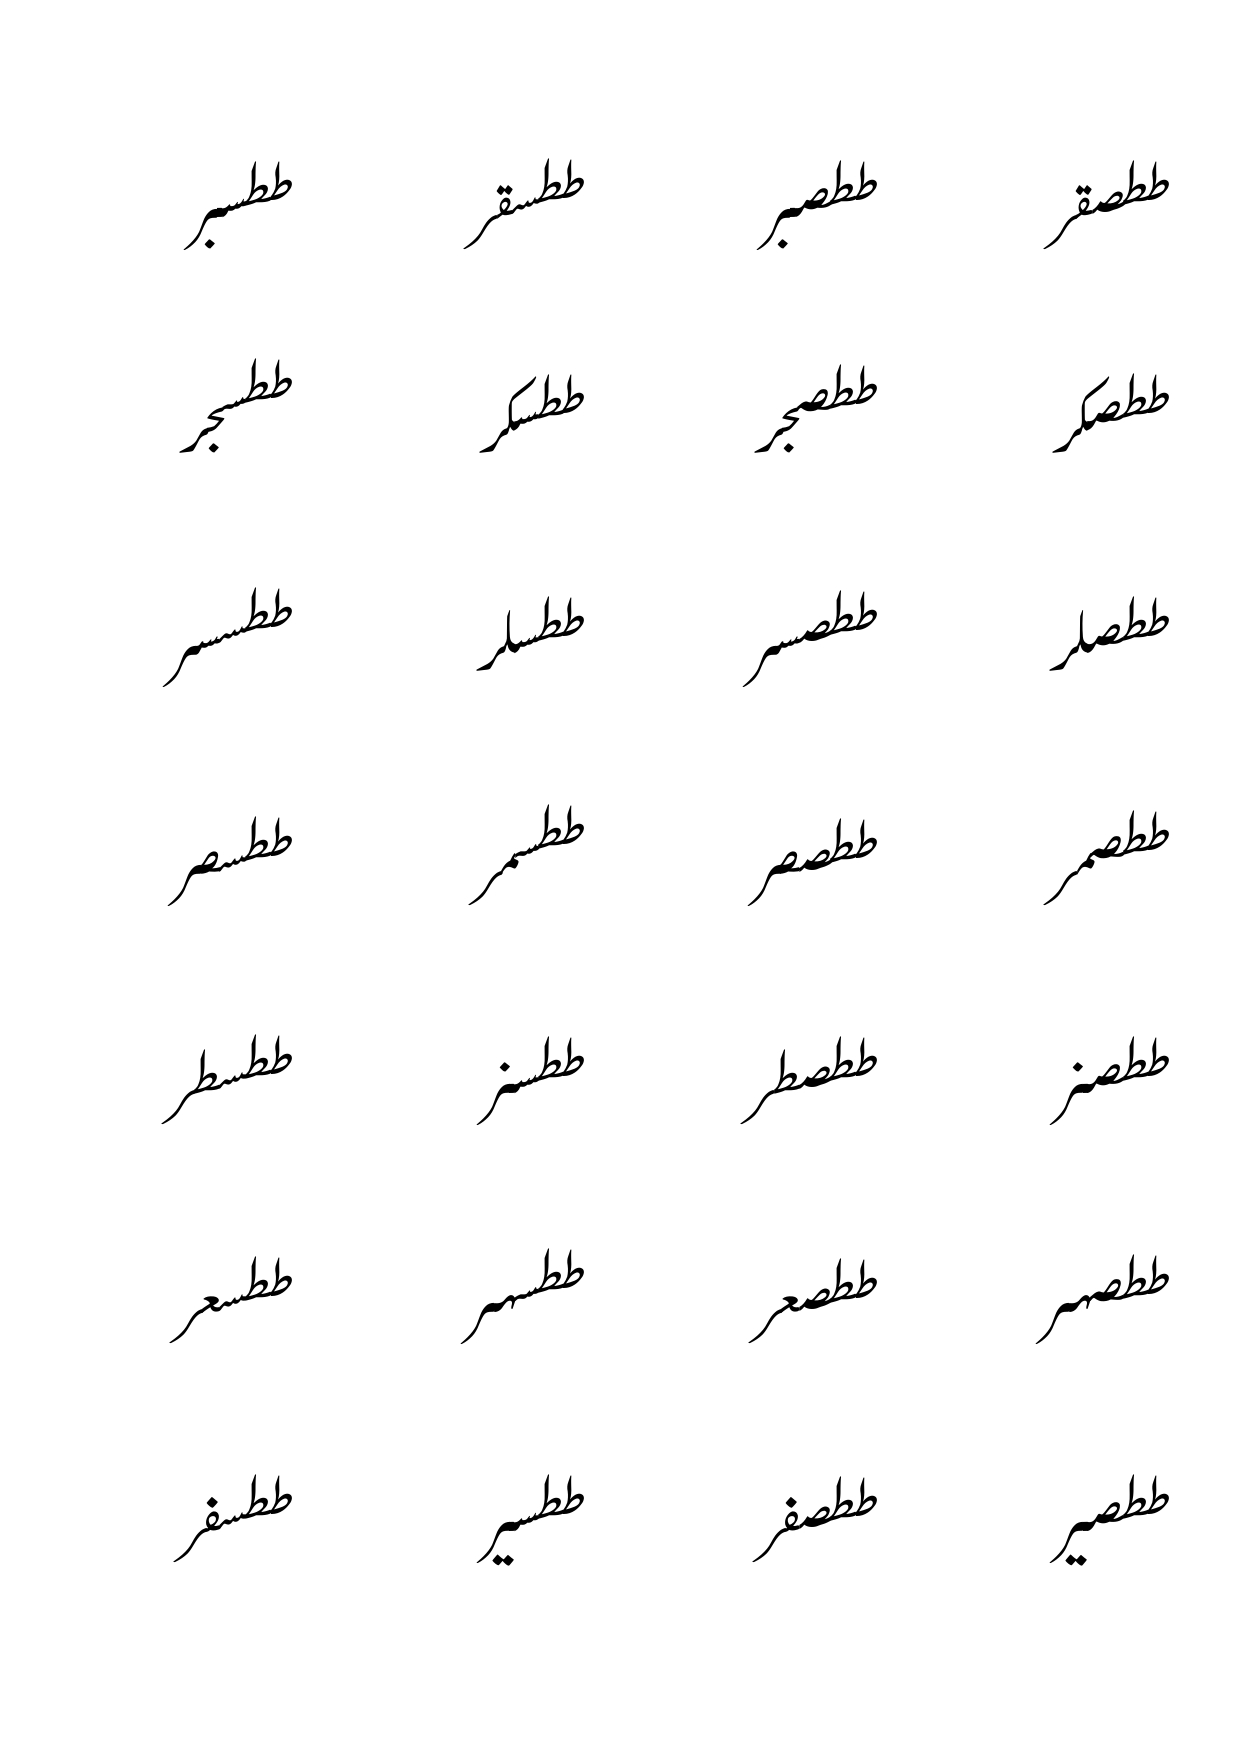 ططصقر ططصبر ططسقر ططسبر
ططصكر ططصجر ططسكر ططسجر
ططصلر ططصسر ططسلر ططسسر
ططصمر ططصصر ططسمر ططسصر
ططصنر ططصطر ططسنر ططسطر
ططصهر ططصعر ططسهر ططسعر
ططصير ططصفر ططسير ططسفر